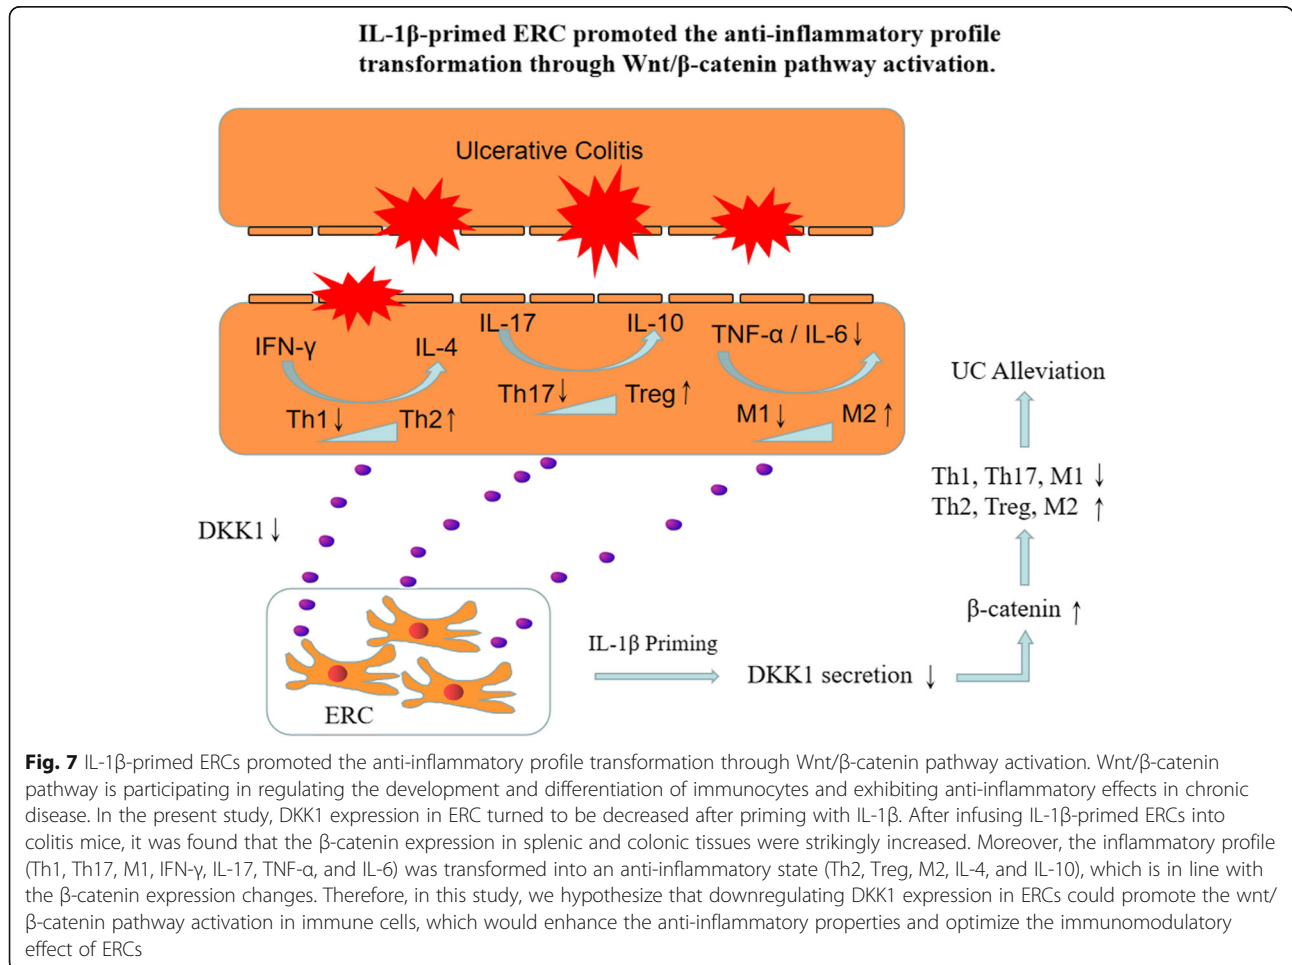 IL-1β-primed ERC promoted the anti-inflammatory profile
transformation through Wnt/β-catenin pathway activation.
Ulcerative Colitis
IFN-γ
IL-4
IL-17
IL-10
TNF-α / IL-6↓
Th1↓
Th2↑
Th17↓
Treg↑
M1↓
M2↑
DKK1↓
ERC
IL-1β Priming
DKK1 secretion ↓
β-catenin ↑
Th1, Th17, M1 ↓
Th2, Treg, M2 ↑
UC Alleviation
Fig. 7 IL-1β-primed ERCs promoted the anti-inflammatory profile transformation through Wnt/β-catenin pathway activation. Wnt/β-catenin
pathway is participating in regulating the development and differentiation of immunocytes and exhibiting anti-inflammatory effects in chronic
disease. In the present study, DKK1 expression in ERC turned to be decreased after priming with IL-1β. After infusing IL-1β-primed ERCs into
colitis mice, it was found that the β-catenin expression in splenic and colonic tissues were strikingly increased. Moreover, the inflammatory profile
(Th1, Th17, M1, IFN-γ, IL-17, TNF-α, and IL-6) was transformed into an anti-inflammatory state (Th2, Treg, M2, IL-4, and IL-10), which is in line with
the β-catenin expression changes. Therefore, in this study, we hypothesize that downregulating DKK1 expression in ERCs could promote the wnt/
β-catenin pathway activation in immune cells, which would enhance the anti-inflammatory properties and optimize the immunomodulatory
effect of ERCs